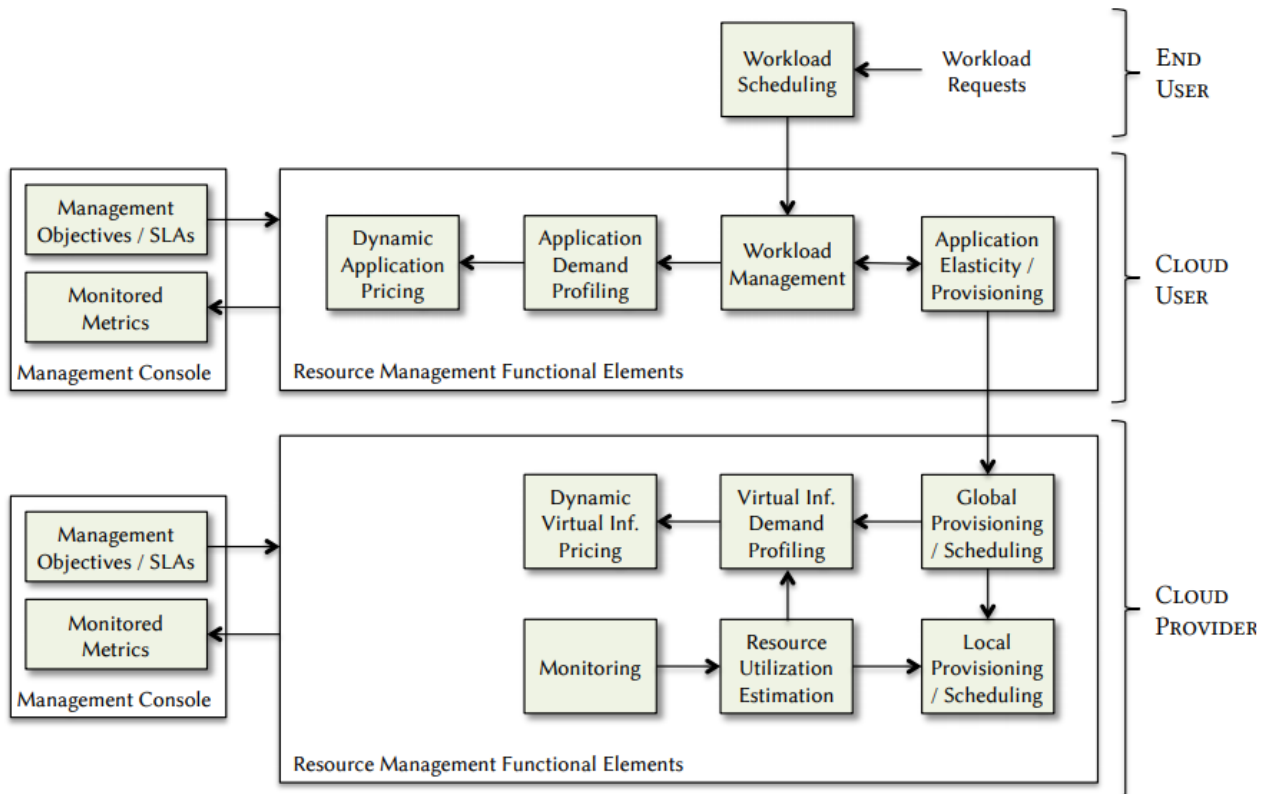 Workload
Scheduling
Workload
Requests
END
USER
Management
Objectives / SLAs
Monitored
Metrics
Management Console
Dynamic
Application
Pricing
Application
Demand
Profiling
Workload
Management
Application
Elasticity /
Provisioning
Resource Management Functional Elements
CLOUD
USER
Management
Objectives / SLAs
Monitored
Metrics
Management Console
Dynamic
Virtual Inf.
Pricing
Virtual Inf.
Demand
Profiling
Global
Provisioning
/ Scheduling
Monitoring
Resource
Utilization
Estimation
Local
Provisioning
/ Scheduling
Resource Management Functional Elements
CLOUD
PROVIDER